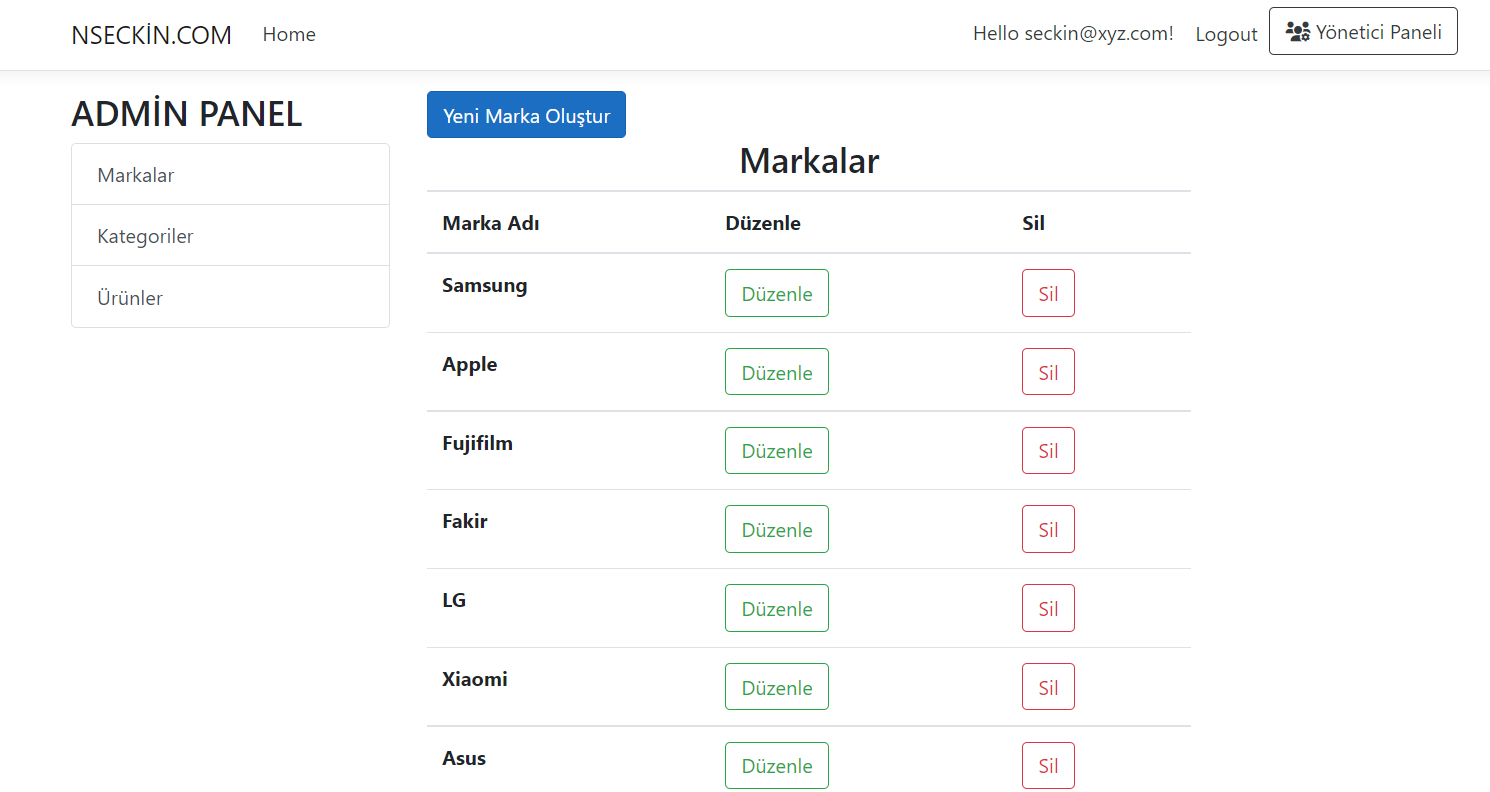 NSECKİN.COM Home Hello seckin@xyz.com! Logout Yönetici Paneli
ADMİN PANEL
Markalar
Kategoriler
Ürünler
Yeni Marka Oluştur
Markalar
Marka Adı Düzenle Sil
Samsung Düzenle Sil
Apple Düzenle Sil
Fujifilm Düzenle Sil
Fakir Düzenle Sil
LG Düzenle Sil
Xiaomi Düzenle Sil
Asus Düzenle Sil